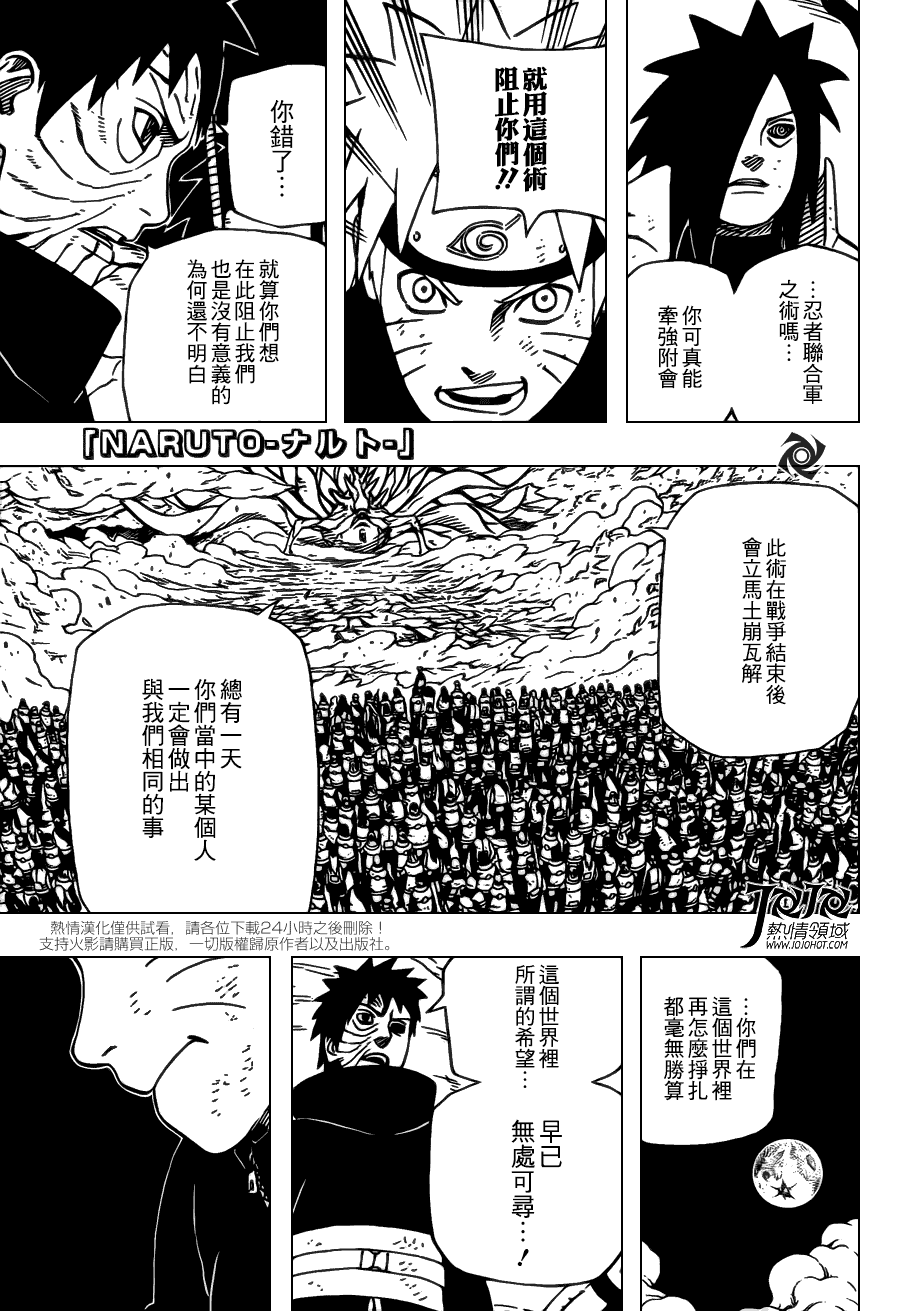 就用這個術
阻止你們!!
…忍者聯合軍
之術嗎…
你可真能
牽強附會
你錯了…
就算你們想
在此阻止我們
也是沒有意義的
為何還不明白
『NARUTO-ナルト-』
此術在戰爭結束後
會立馬土崩瓦解
總有一天
你們當中的某個人
一定會做出
與我們相同的事
JOJO
熱情領域
WWW.JOJOHOT.COM
熱情漢化僅供試看，請各位下載24小時之後刪除！
支持火影請購買正版，一切版權歸原作者以及出版社。
…你們在
這個世界裡
再怎麼掙扎
都毫無勝算
這個世界裡
所謂的希望…
早已
無處可尋…！